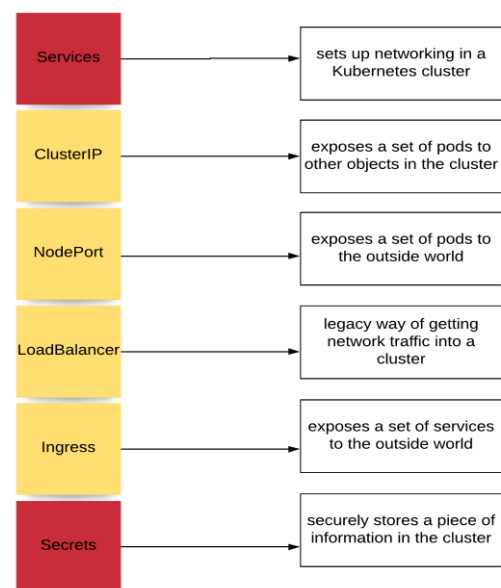 Services
sets up networking in a
Kubernetes cluster
ClusterIP
exposes a set of pods to
other objects in the cluster
NodePort
exposes a set of pods to
the outside world
LoadBalancer
legacy way of getting
network traffic into a
cluster
Ingress
exposes a set of services
to the outside world
Secrets
securely stores a piece of
information in the cluster